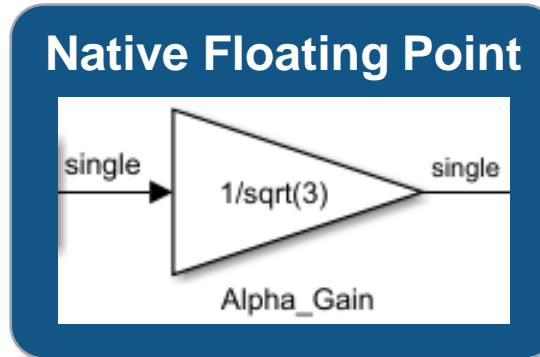 Native Floating Point
single
single
1/sqrt(3)
Alpha_Gain